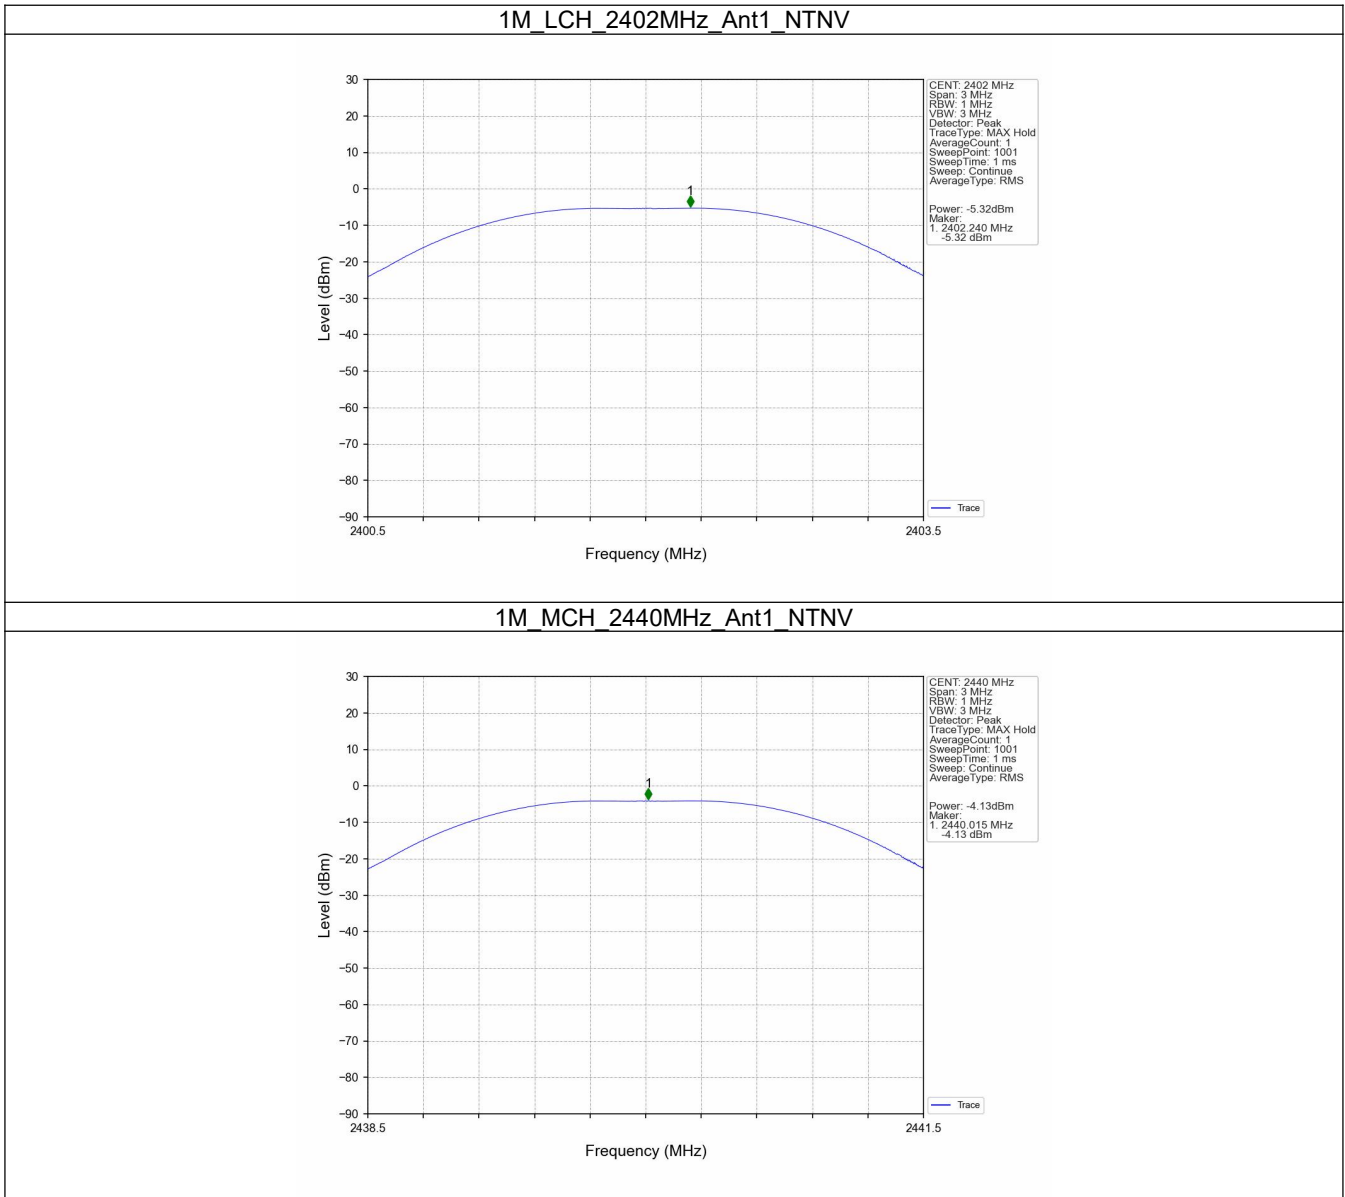 1M_LCH_2402MHz_Ant1_NTNV
30
20
10
0
−10
−20
−30
−40
−50
−60
−70
−80
−90
Level (dBm)
1
2400.5
2403.5
Frequency (MHz)
CENT: 2402 MHz
Span: 3 MHz
RBW: 1 MHz
VBW: 3 MHz
Detector: Peak
TraceType: MAX Hold
AverageCount: 1
SweepPoint: 1001
SweepTime: 1 ms
Sweep: Continue
AverageType: RMS
Power: -5.32dBm
Maker:
1. 2402.240 MHz
-5.32 dBm
Trace
1M_MCH_2440MHz_Ant1_NTNV
30
20
10
0
−10
−20
−30
−40
−50
−60
−70
−80
−90
Level (dBm)
1
2438.5
2441.5
Frequency (MHz)
CENT: 2440 MHz
Span: 3 MHz
RBW: 1 MHz
VBW: 3 MHz
Detector: Peak
TraceType: MAX Hold
AverageCount: 1
SweepPoint: 1001
SweepTime: 1 ms
Sweep: Continue
AverageType: RMS
Power: -4.13dBm
Maker:
1. 2440.015 MHz
-4.13 dBm
Trace